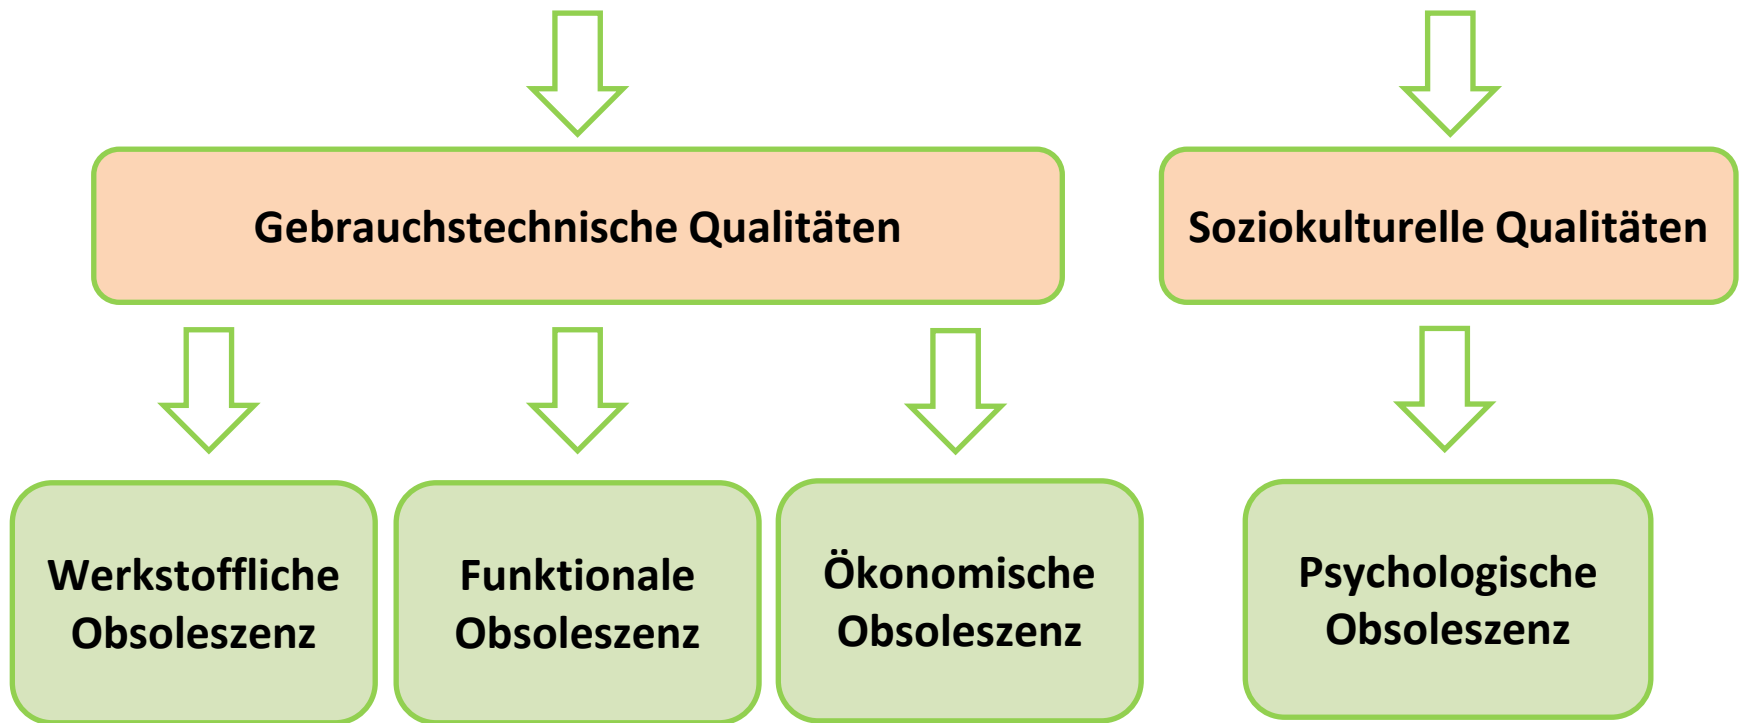 Gebrauchstechnische Qualitäten
Soziokulturelle Qualitäten
Werkstoffliche
Obsoleszenz
Funktionale
Obsoleszenz
Ökonomische
Obsoleszenz
Psychologische
Obsoleszenz